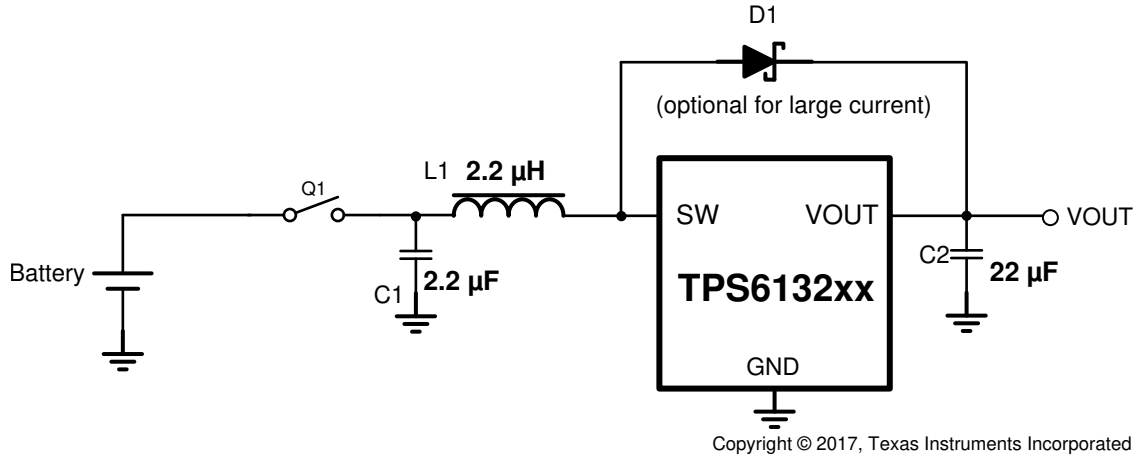 D1
(optional for large current)
L1 2.2 µH
Q1
SW VOUT
VOUT
Battery
C1 2.2 µF
TPS6132xx
C2 22 µF
GND
Copyright © 2017, Texas Instruments Incorporated